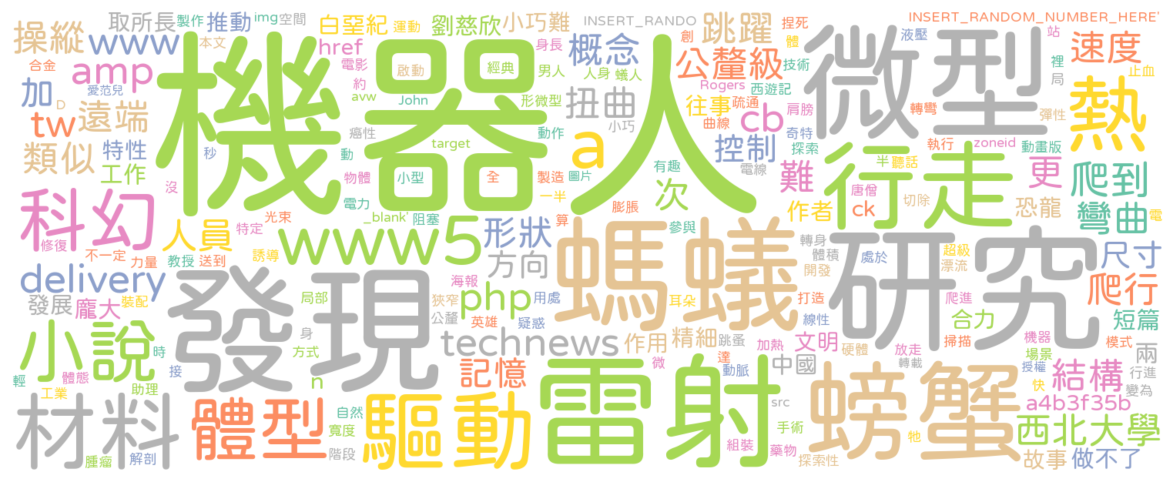 操縱 取所長 製作 推動 img 空間 白堊紀 運動 劉慈欣 小巧難 INSERT_RANDO 跳躍 捏死 INSERT_RANDOM_NUMBER_HERE'
合金 www 本文 href 電影 啟動 經典 男人 概念 創 體 液壓 站 速度
amp 愛范兒 身長 人身 蟻人 公釐級 技術 裡 止血 局
加 D 約 avw John 形微型 扭曲 往事 Rogers 疏通 西遊記 微型 轉彎 彈性
tw 遠端 秒 癌性 機器人 動作 小巧 a 曲線 cb 肩膀 奇特 探索 執行 zoneid 熱
類似 特性 動 target 有趣 控制 電線 半 聽話 動畫版
工作 沒 物體 小型 全 製造 圖片 難 行走 更 爬到
科幻 電力 一半 次 唐僧 切除 恐龍
光束 _blank' 阻塞 膨脹 算 作者 ck 彎曲 電
修復 不一定 人員 特定 www5 形狀 參與 轉身 超級
力量 教授 送到 誘導 方向 螞蟻 體積 處於 漂流 研究 尺寸
delivery 海報 狹窄 用處 開發
發展 龐大 裝配 發現 局部 php 公釐 英雄 疑惑 耳朵 打造 爬進 掃描 合力 爬行
小說 時 身 technews 作用 精細 跳蚤 線性 文明 機器 模式 短篇
輕 體態 方式 n 記憶 微 加熱 達 硬體 放走 場景 兩
工業 助理 接 動脈 中國 轉載 授權 快 行進 結構
材料 體型 自然 驅動 雷射 src 螃蟹 變為 a4b3f35b
寬度 手術 牠 西北大學
腫瘤 解剖 階段 組裝 藥物 探索性 故事 做不了